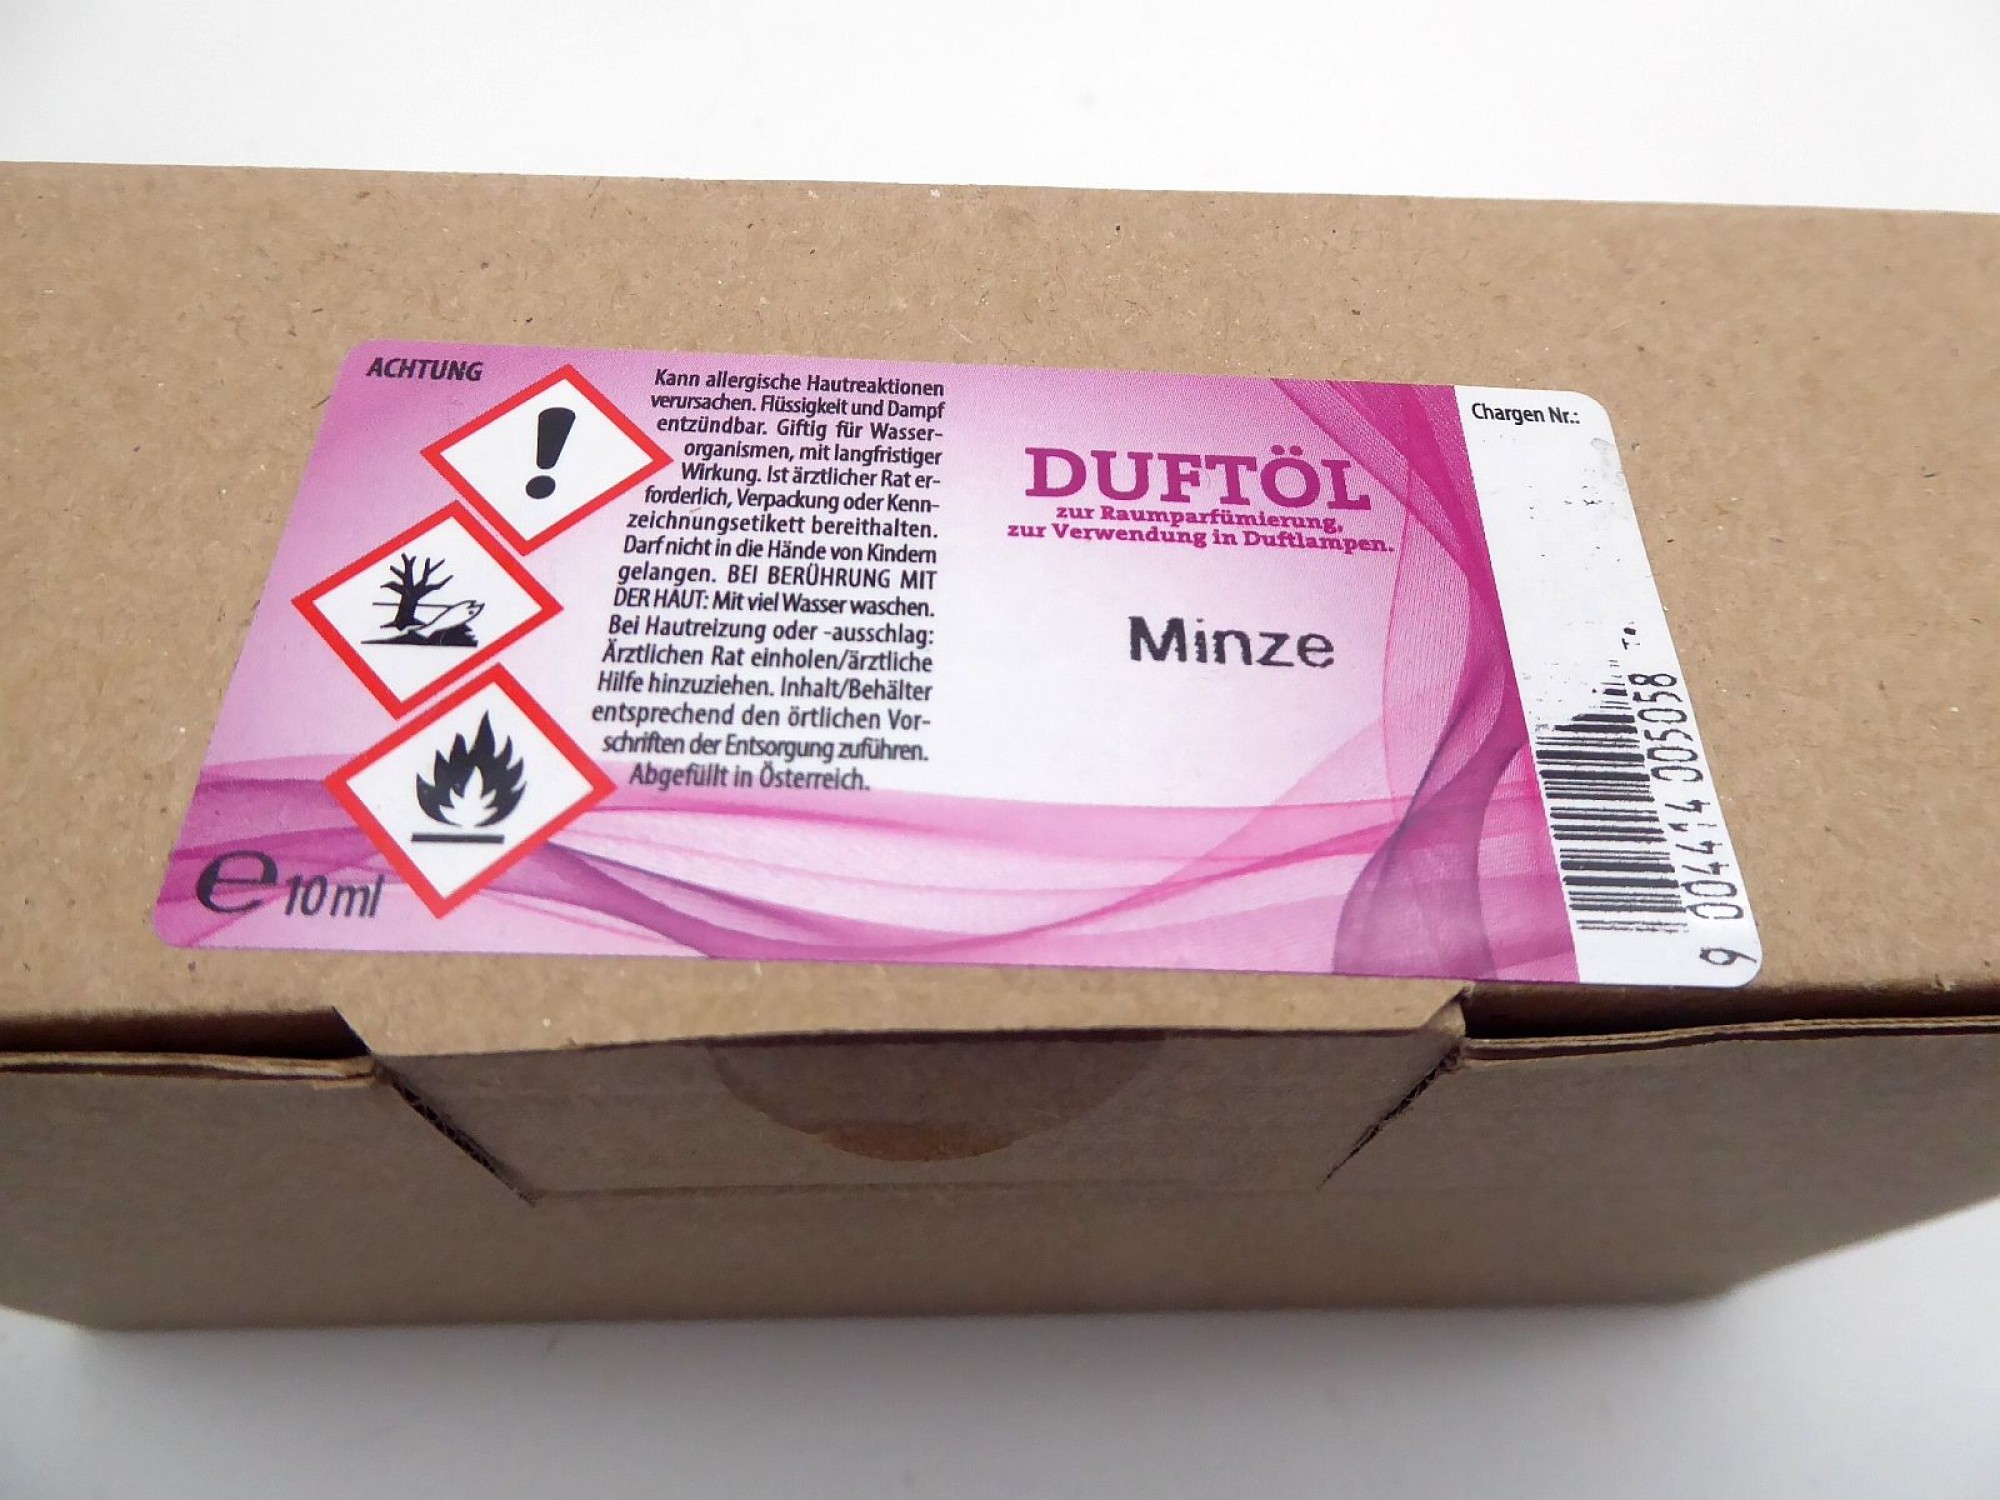 ACHTUNG
Kann allergische Hautreaktionen
verursachen. Flüssigkeit und Dampf
entzündbar. Giftig für Wasser-
organismen, mit langfristiger
Wirkung. Ist ärztlicher Rat er-
forderlich, Verpackung oder Kenn-
zeichnungsetikett bereithalten.
Darf nicht in die Hände von Kindern
gelangen. BEI BERÜHRUNG MIT
DER HAUT: Mit viel Wasser waschen.
Bei Hautreizung oder -ausschlag:
Ärztlichen Rat einholen/ärztliche
Hilfe hinzuziehen. Inhalt/Behälter
entsprechend den örtlichen Vor-
schriften der Entsorgung zuführen.
Abgefüllt in Österreich.
e 10 ml
DUFTÖL
zur Raumparfümierung,
zur Verwendung in Duftlampen.
Minze
Chargen Nr.:
9 004414 005058